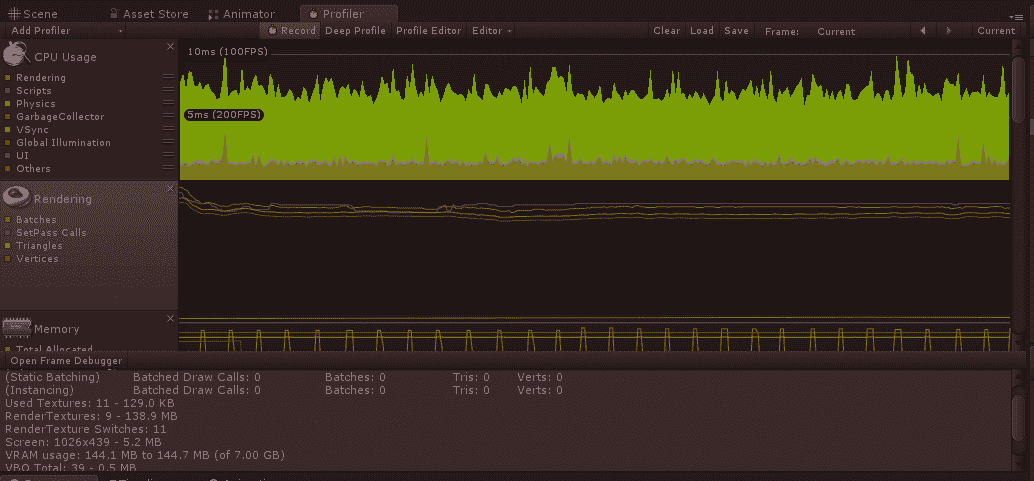 Scene Asset Store Animator Profiler
Add Profiler Record Deep Profile Profile Editor Editor Clear Load Save Frame: Current Current
CPU Usage
Rendering
Scripts
Physics
GarbageCollector
VSync
Global Illumination
UI
Others
10ms (100FPS)
5ms (200FPS)
Rendering
Batches
SetPass Calls
Triangles
Vertices
Memory
Total Allocated
Open Frame Debugger
(Static Batching) Batched Draw Calls: 0 Batches: 0 Tris: 0 Verts: 0
(Instancing) Batched Draw Calls: 0 Batches: 0 Tris: 0 Verts: 0
Used Textures: 11 - 129.0 KB
RenderTextures: 9 - 138.9 MB
RenderTexture Switches: 11
Screen: 1026x439 - 5.2 MB
VRAM usage: 144.1 MB to 144.7 MB (of 7.00 GB)
VBO Total: 39 - 0.5 MB